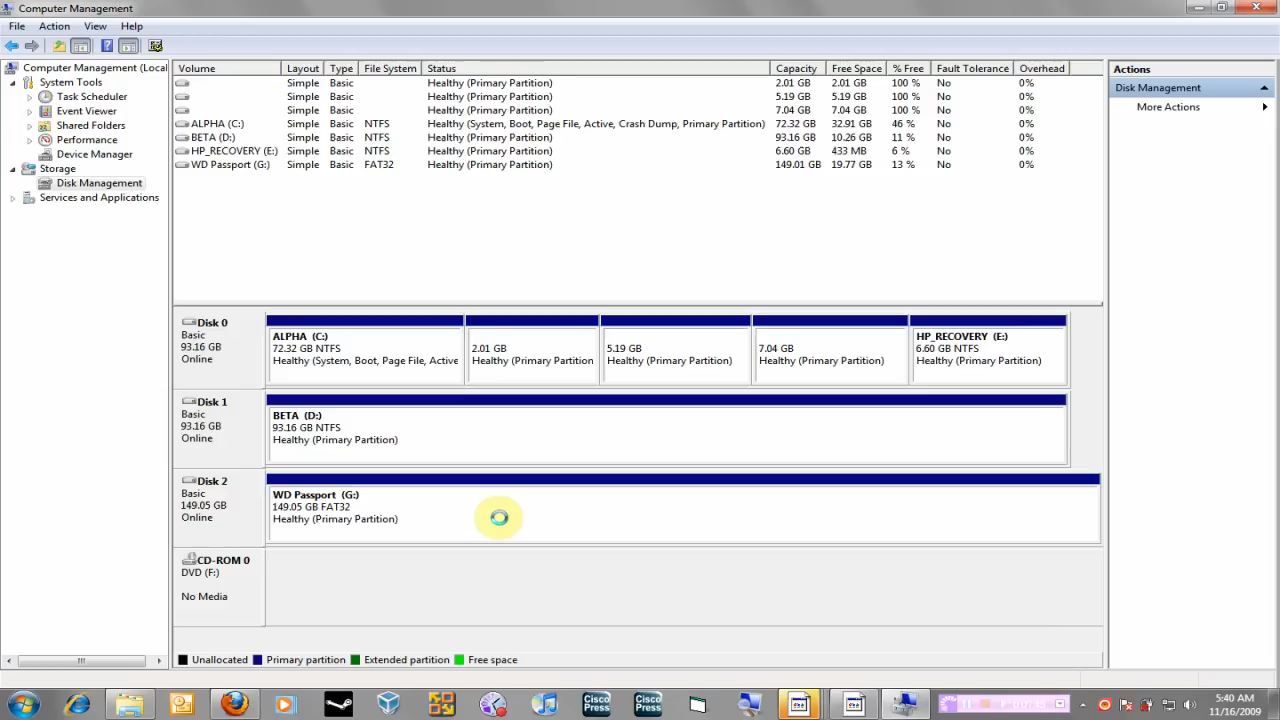 Computer Management
File Action View Help
Computer Management (Local
System Tools
Task Scheduler
Event Viewer
Shared Folders
Performance
Device Manager
Storage
Disk Management
Services and Applications
Volume Layout Type File System Status Capacity Free Space % Free Fault Tolerance Overhead
Simple Basic Healthy (Primary Partition) 2.01 GB 2.01 GB 100 % No 0%
Simple Basic Healthy (Primary Partition) 5.19 GB 5.19 GB 100 % No 0%
Simple Basic Healthy (Primary Partition) 7.04 GB 7.04 GB 100 % No 0%
ALPHA (C:) Simple Basic NTFS Healthy (System, Boot, Page File, Active, Crash Dump, Primary Partition) 72.32 GB 32.91 GB 46 % No 0%
BETA (D:) Simple Basic NTFS Healthy (Primary Partition) 93.16 GB 10.26 GB 11 % No 0%
HP_RECOVERY (E:) Simple Basic NTFS Healthy (Primary Partition) 6.60 GB 433 MB 6 % No 0%
WD Passport (G:) Simple Basic FAT32 Healthy (Primary Partition) 149.01 GB 19.77 GB 13 % No 0%
Actions
Disk Management
More Actions
Disk 0
Basic
93.16 GB
Online
ALPHA (C:)
72.32 GB NTFS
Healthy (System, Boot, Page File, Active
2.01 GB
Healthy (Primary Partition
5.19 GB
Healthy (Primary Partition)
7.04 GB
Healthy (Primary Partition)
HP_RECOVERY (E:)
6.60 GB NTFS
Healthy (Primary Partition)
Disk 1
Basic
93.16 GB
Online
BETA (D:)
93.16 GB NTFS
Healthy (Primary Partition)
Disk 2
Basic
149.05 GB
Online
WD Passport (G:)
149.05 GB FAT32
Healthy (Primary Partition)
CD-ROM 0
DVD (F:)
No Media
Unallocated Primary partition Extended partition Free space
Cisco Press
Cisco Press
5:40 AM
11/16/2009